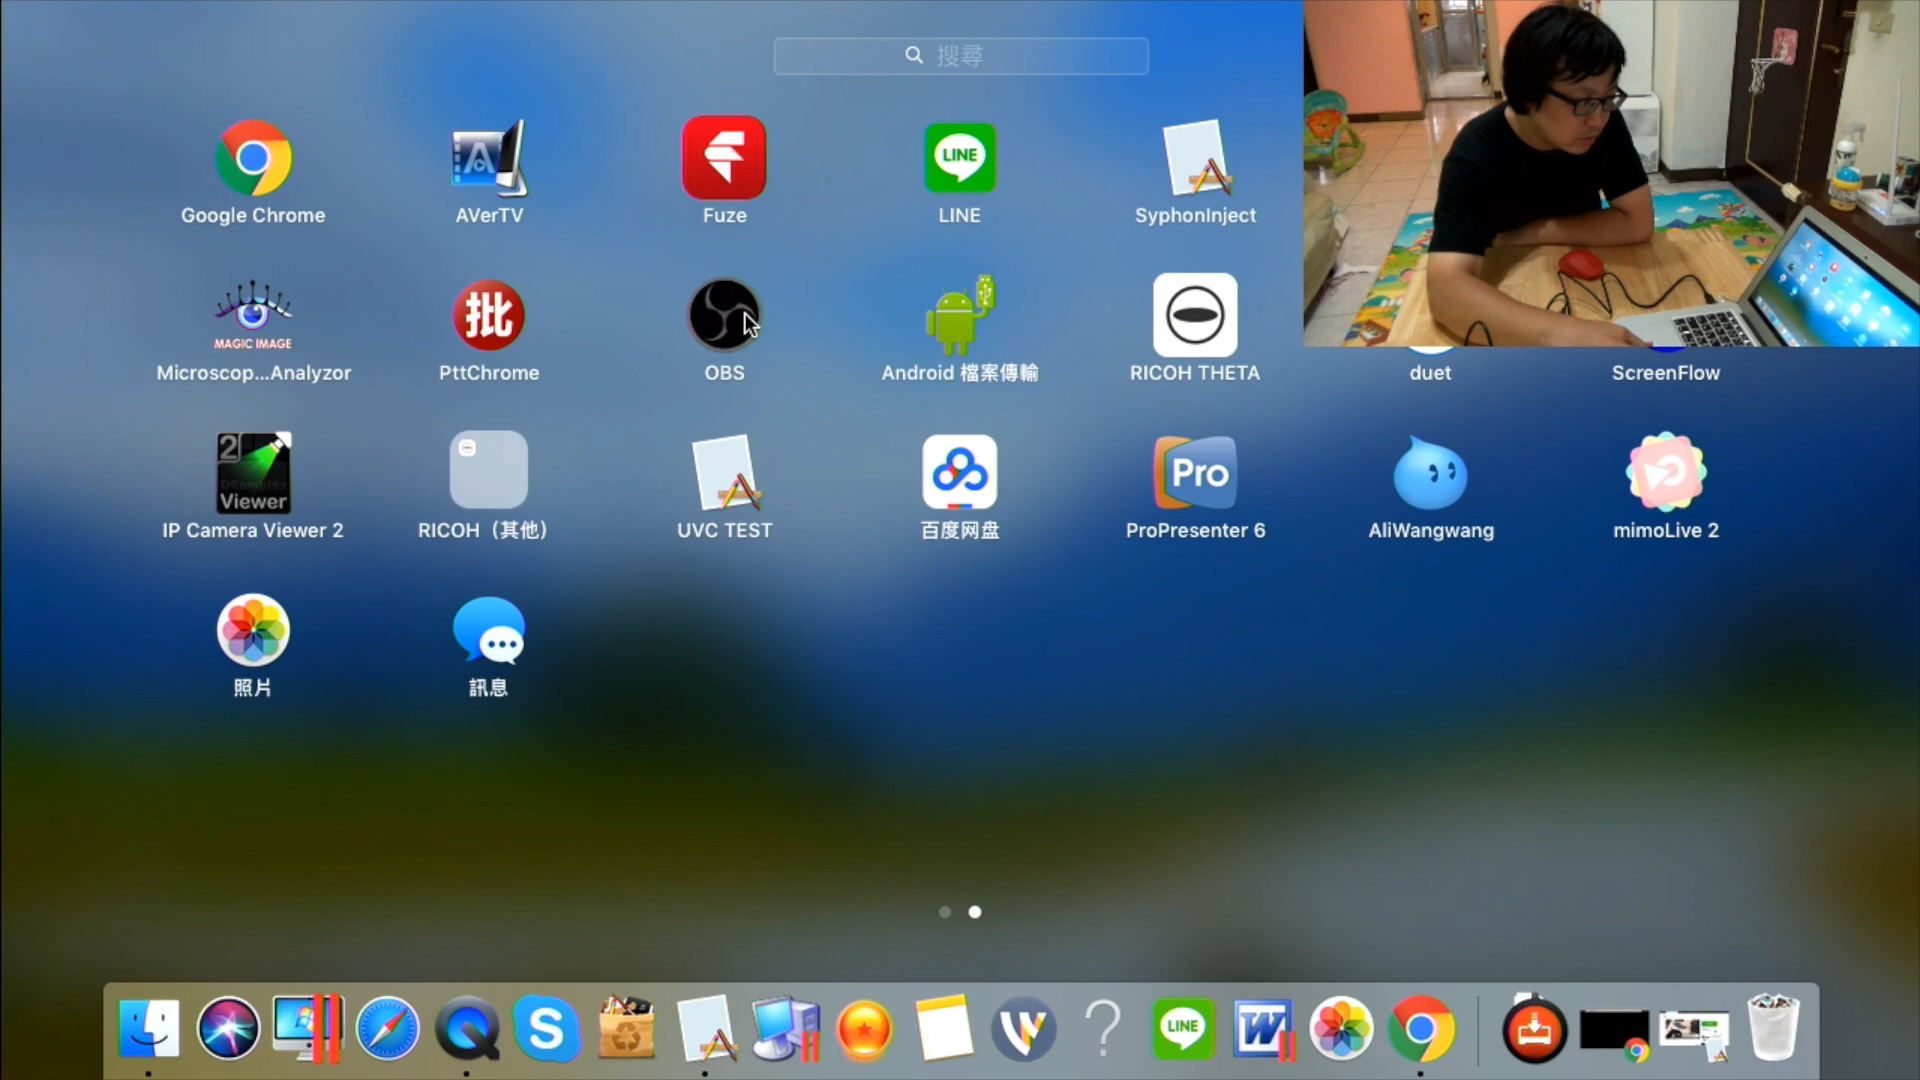 搜尋
Google Chrome
AVerTV
Fuze
LINE
LINE
SyphonInject
MAGIC IMAGE
批
Microscop...Analyzor
PttChrome
OBS
Android 檔案傳輸
RICOH THETA
duet
ScreenFlow
2
Viewer
Pro
IP Camera Viewer 2
RICOH（其他）
UVC TEST
百度网盘
ProPresenter 6
AliWangwang
mimoLive 2
照片
訊息
S
?
LINE
W